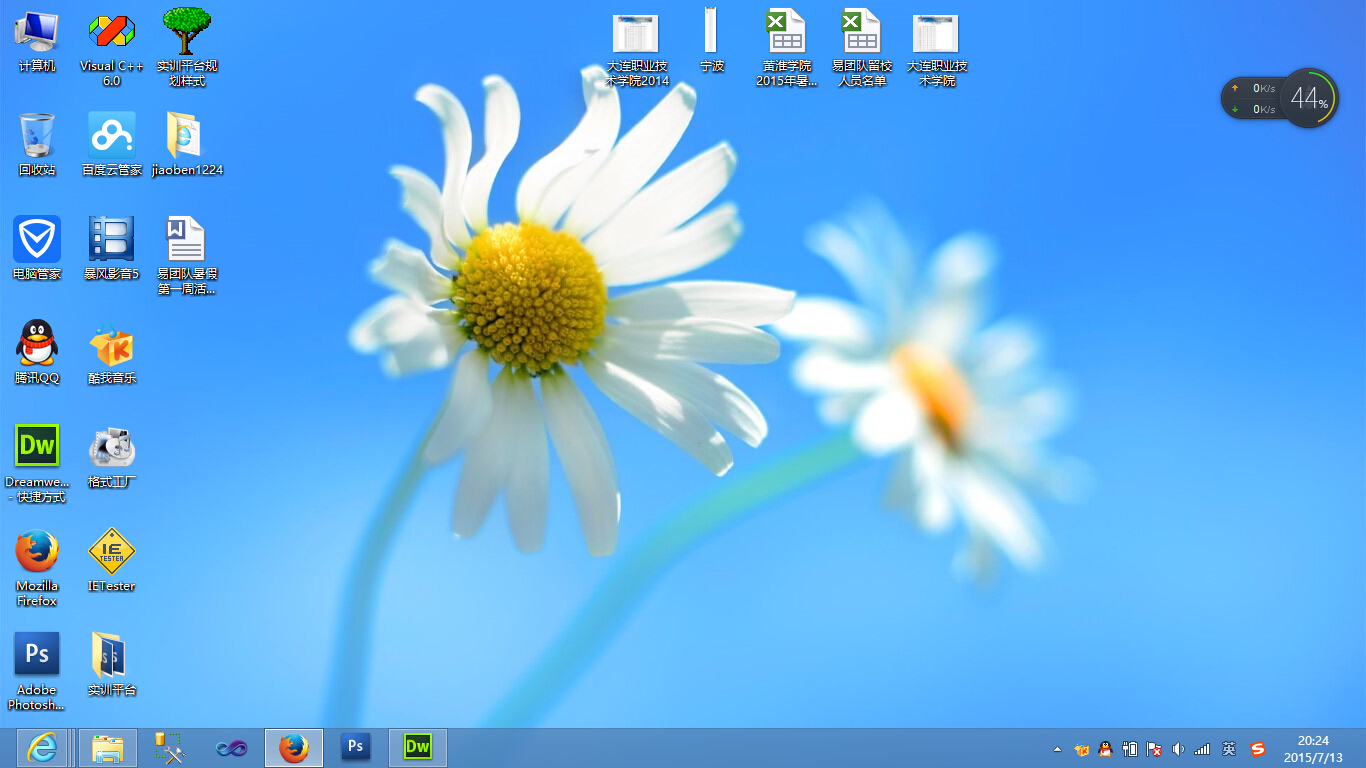 计算机
Visual C++
6.0
实训平台规
划样式
大连职业技
术学院2014
宁波
黄淮学院
2015年暑...
易团队留校
人员名单
大连职业技
术学院
0K/s
0K/s
44%
回收站
百度云管家
jiaoben1224
电脑管家
暴风影音5
易团队暑假
第一周活...
腾讯QQ
酷我音乐
Dw
Dreamwe...
- 快捷方式
格式工厂
Mozilla
Firefox
IE
TESTER
IETester
Ps
Adobe
Photosh...
实训平台
Ps
Dw
英
20:24
2015/7/13